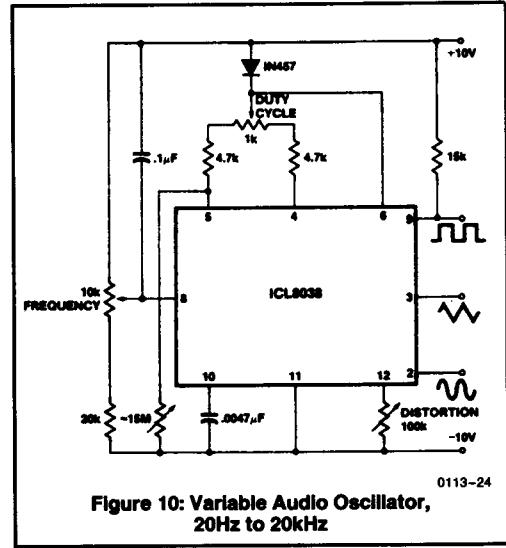 +10V
IN457
DUTY
CYCLE
1k
.1µF
4.7k
4.7k
15k
5
4
6
9
10k
FREQUENCY
8
ICL8038
3
2
10
11
12
20k
~15M
.0047µF
DISTORTION
100k
-10V
0113-24
Figure 10: Variable Audio Oscillator,
20Hz to 20kHz